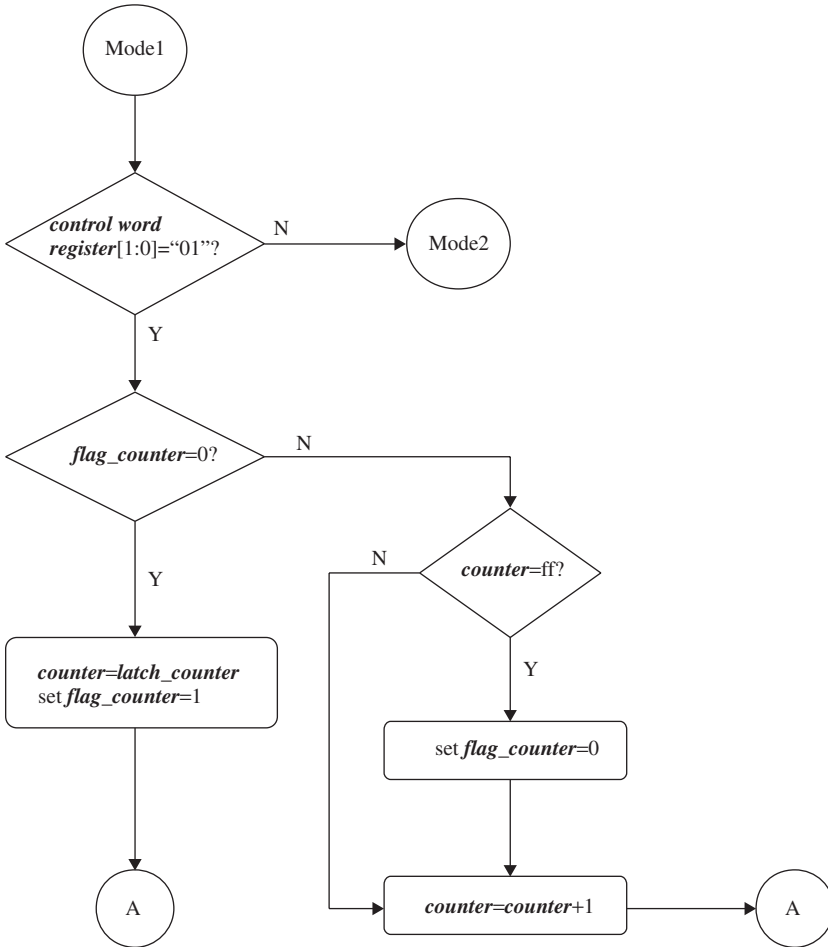 Mode1
control word
register[1:0]=“01”?
N
Mode2
Y
flag_counter=0?
N
Y
N
counter=ff?
Y
counter=latch_counter
set flag_counter=1
set flag_counter=0
A
counter=counter+1
A